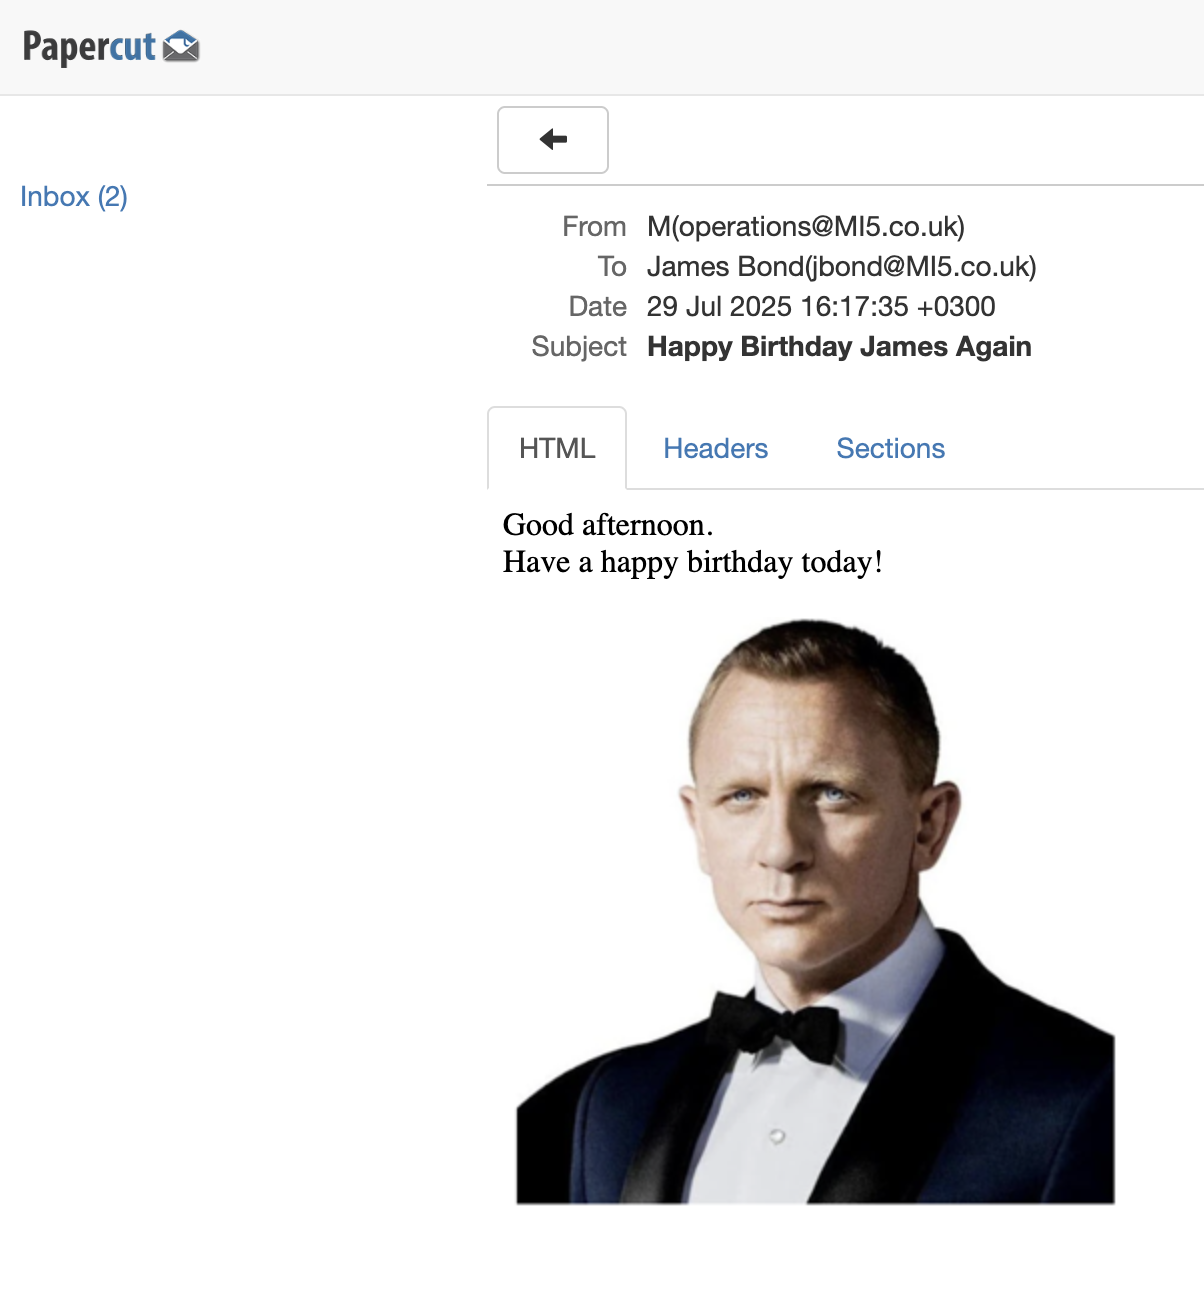 Papercut
Inbox (2)
From M(operations@MI5.co.uk)
To James Bond(jbond@MI5.co.uk)
Date 29 Jul 2025 16:17:35 +0300
Subject Happy Birthday James Again
HTML Headers Sections
Good afternoon.
Have a happy birthday today!